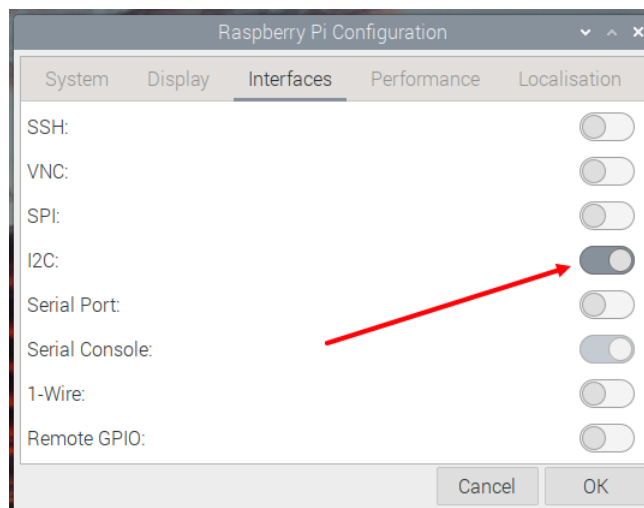 Raspberry Pi Configuration
System Display Interfaces Performance Localisation
SSH:
VNC:
SPI:
I2C:
Serial Port:
Serial Console:
1-Wire:
Remote GPIO:
Cancel OK